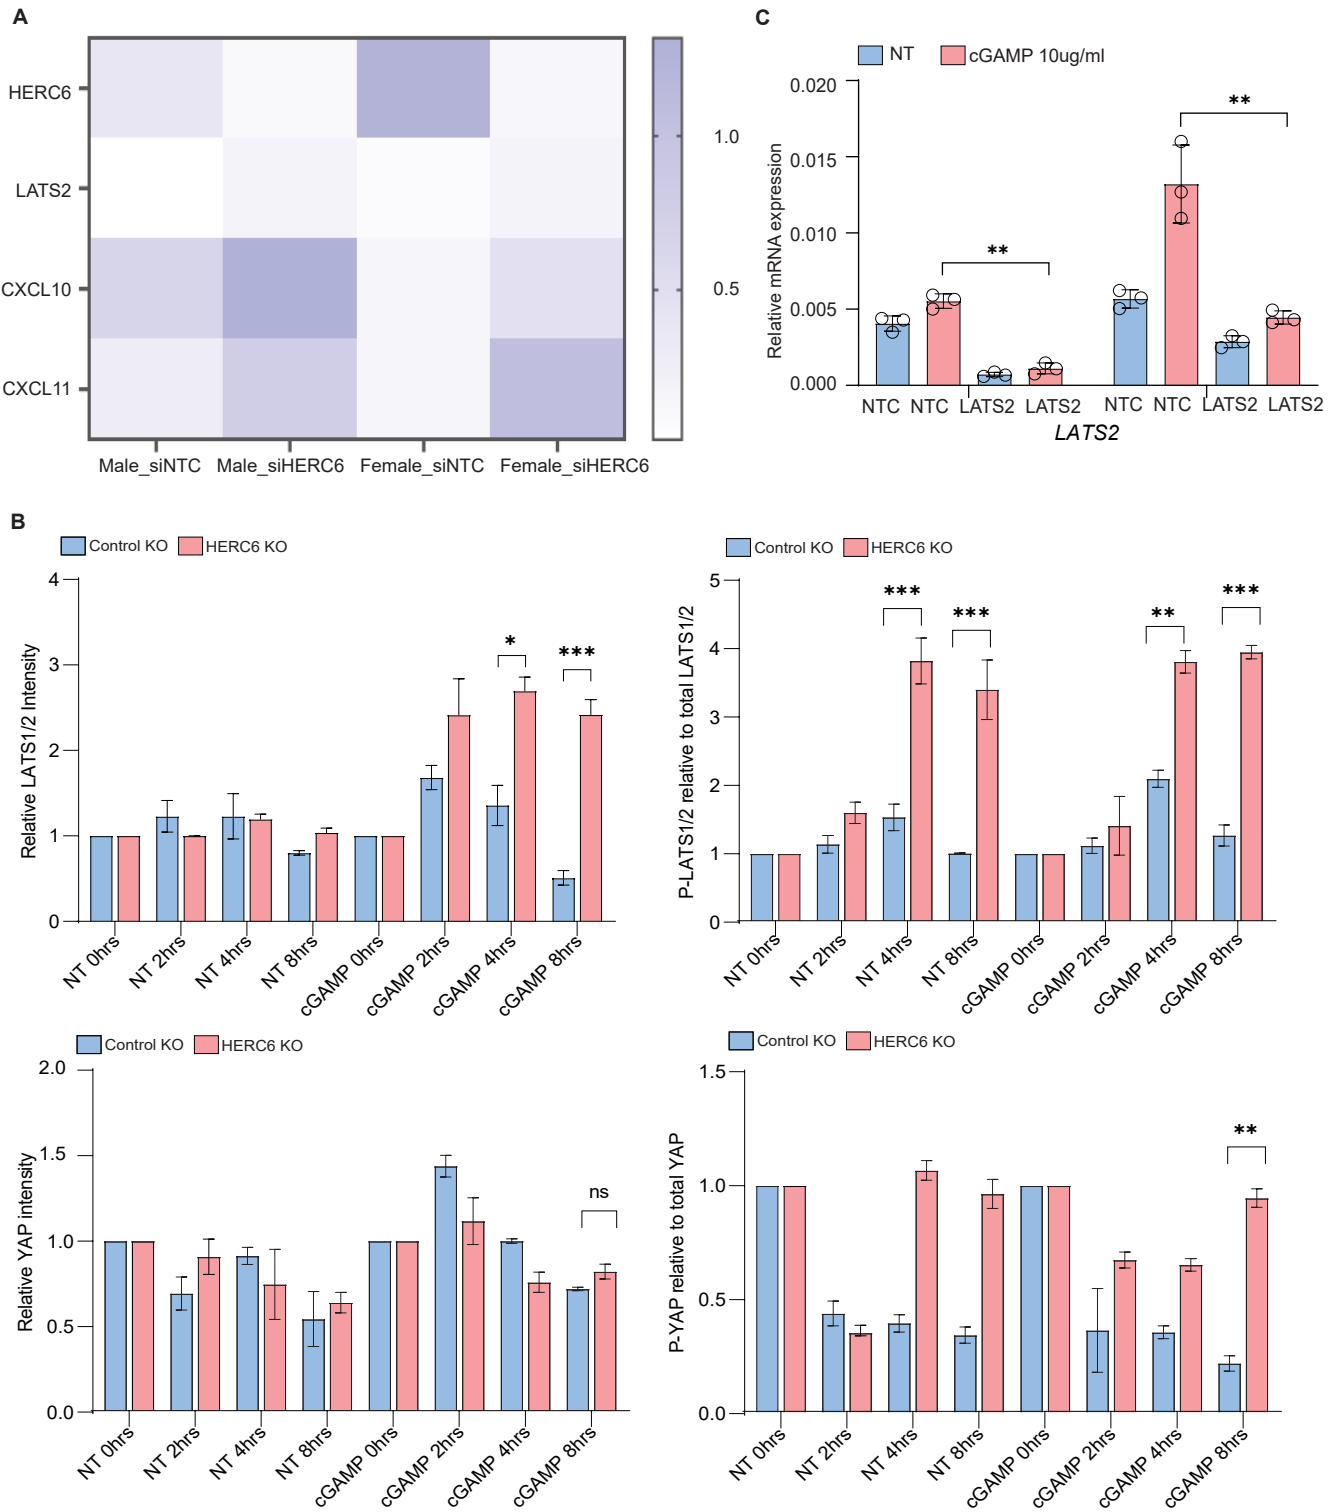 A
HERC6
LATS2
CXCL10
CXCL11
Male_siNTC Male_siHERC6 Female_siNTC Female_siHERC6
1.0
0.5
C
NT cGAMP 10ug/ml
Relative mRNA expression
0.020
0.015
0.010
0.005
0.000
** **
NTC NTC LATS2 LATS2 NTC NTC LATS2 LATS2
LATS2
B
Control KO HERC6 KO
Relative LATS1/2 Intensity
4
3
2
1
0
* ***
NT 0hrs NT 2hrs NT 4hrs NT 8hrs cGAMP 0hrs cGAMP 2hrs cGAMP 4hrs cGAMP 8hrs
Control KO HERC6 KO
P-LATS1/2 relative to total LATS1/2
5
4
3
2
1
0
*** *** ** ***
NT 0hrs NT 2hrs NT 4hrs NT 8hrs cGAMP 0hrs cGAMP 2hrs cGAMP 4hrs cGAMP 8hrs
Control KO HERC6 KO
Relative YAP intensity
2.0
1.5
1.0
0.5
0.0
ns
NT 0hrs NT 2hrs NT 4hrs NT 8hrs cGAMP 0hrs cGAMP 2hrs cGAMP 4hrs cGAMP 8hrs
Control KO HERC6 KO
P-YAP relative to total YAP
1.5
1.0
0.5
0.0
**
NT 0hrs NT 2hrs NT 4hrs NT 8hrs cGAMP 0hrs cGAMP 2hrs cGAMP 4hrs cGAMP 8hrs